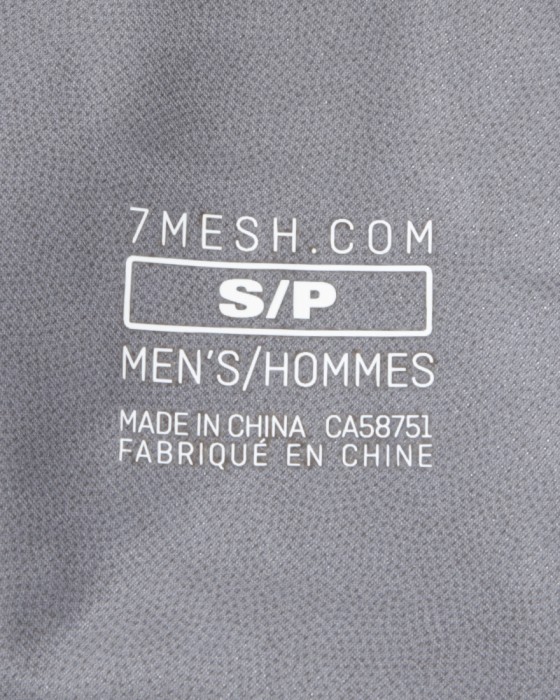 7MESH.COM
S/P
MEN'S/HOMMES
MADE IN CHINA CA58751
FABRIQUÉ EN CHINE